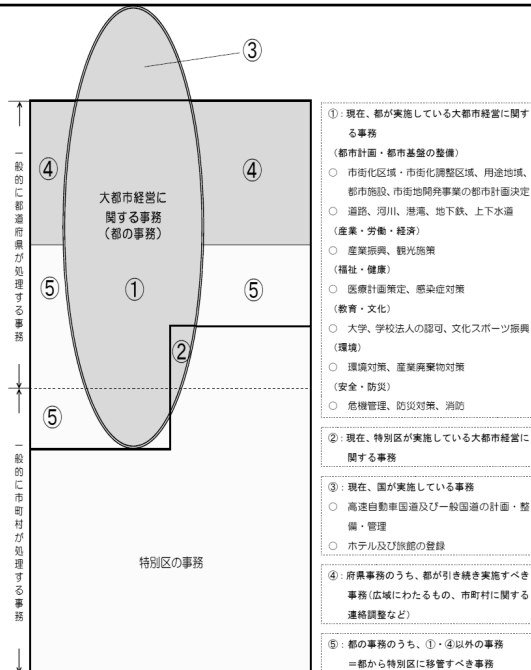 ③
④
④
大都市経営に
関する事務
(都の事務)
一般的に都道府県が処理する事務
⑤
①
⑤
②
⑤
一般的に市町村が処理する事務
特別区の事務
①:現在、都が実施している大都市経営に関す
る事務
(都市計画・都市基盤の整備)
○ 市街化区域・市街化調整区域、用途地域、
都市施設、市街地開発事業の都市計画決定
○ 道路、河川、港湾、地下鉄、上下水道
(産業・労働・経済)
○ 産業振興、観光施策
(福祉・健康)
○ 医療計画策定、感染症対策
(教育・文化)
○ 大学、学校法人の認可、文化スポーツ振興
(環境)
○ 環境対策、産業廃棄物対策
(安全・防災)
○ 危機管理、防災対策、消防
②:現在、特別区が実施している大都市経営に
関する事務
③:現在、国が実施している事務
○ 高速自動車国道及び一般国道の計画・整
備・管理
○ ホテル及び旅館の登録
④:府県事務のうち、都が引き続き実施すべき
事務(広域にわたるもの、市町村に関する
連絡調整など)
⑤:都の事務のうち、①・④以外の事務
=都から特別区に移管すべき事務